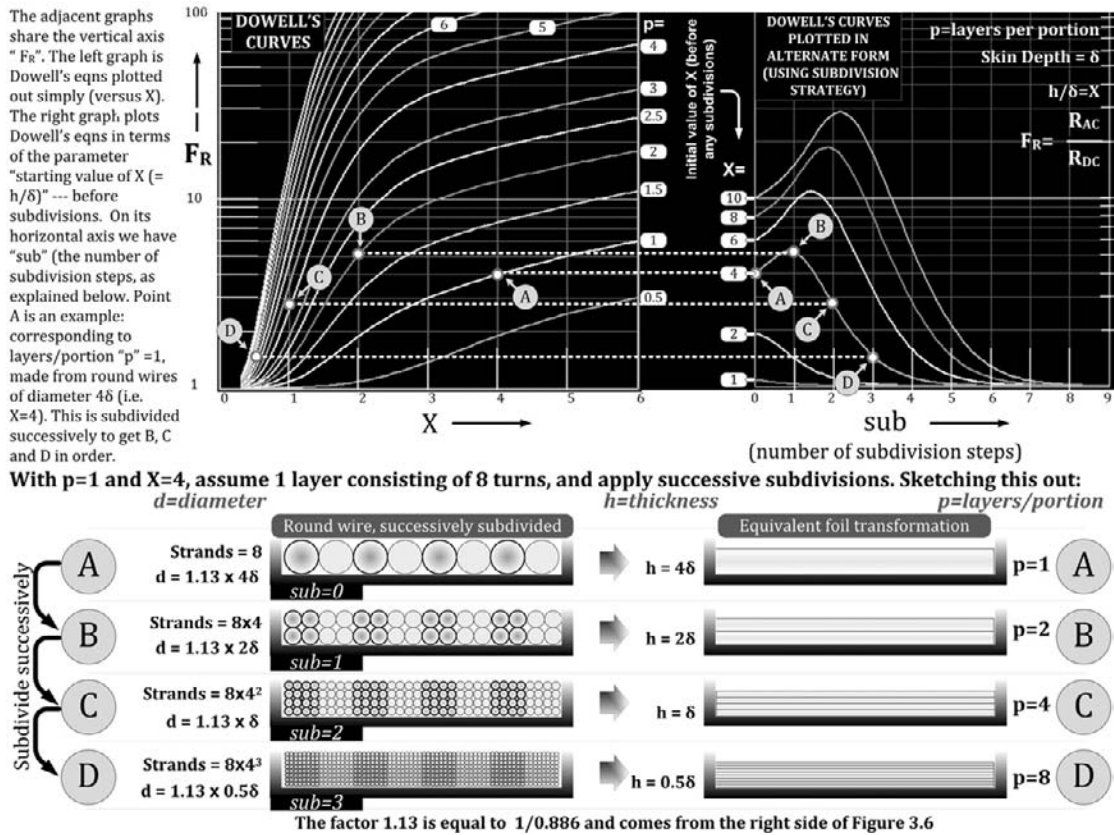 The adjacent graphs
share the vertical axis
“ FR”. The left graph is
Dowell’s eqns plotted
out simply (versus X).
The right graph plots
Dowell’s eqns in terms
of the parameter
“starting value of X (=
h/δ)” --- before
subdivisions. On its
horizontal axis we have
“sub” (the number of
subdivision steps, as
explained below. Point
A is an example:
corresponding to
layers/portion “p” =1,
made from round wires
of diameter 4δ (i.e.
X=4). This is subdivided
successively to get B, C
and D in order.
FR
100
10
1
DOWELL'S
CURVES
6
5
p=
4
3
2.5
2
1.5
1
0.5
B
C
D
A
0 1 2 3 4 5 6
X
Initial value of X (before
any subdivisions)
X=
10
8
6
4
2
1
DOWELL'S CURVES
PLOTTED IN
ALTERNATE FORM
(USING SUBDIVISION
STRATEGY)
p=layers per portion
Skin Depth = δ
h/δ=X
FR= RAC
RDC
B
A
C
D
0 1 2 3 4 5 6 7 8 9
sub
(number of subdivision steps)
With p=1 and X=4, assume 1 layer consisting of 8 turns, and apply successive subdivisions. Sketching this out:
d=diameter h=thickness p=layers/portion
Round wire, successively subdivided Equivalent foil transformation
Subdivide successively
A
Strands = 8
d = 1.13 x 4δ
sub=0
h = 4δ
p=1
A
B
Strands = 8x4
d = 1.13 x 2δ
sub=1
h = 2δ
p=2
B
C
Strands = 8x4²
d = 1.13 x δ
sub=2
h = δ
p=4
C
D
Strands = 8x4³
d = 1.13 x 0.5δ
sub=3
h = 0.5δ
p=8
D
The factor 1.13 is equal to 1/0.886 and comes from the right side of Figure 3.6